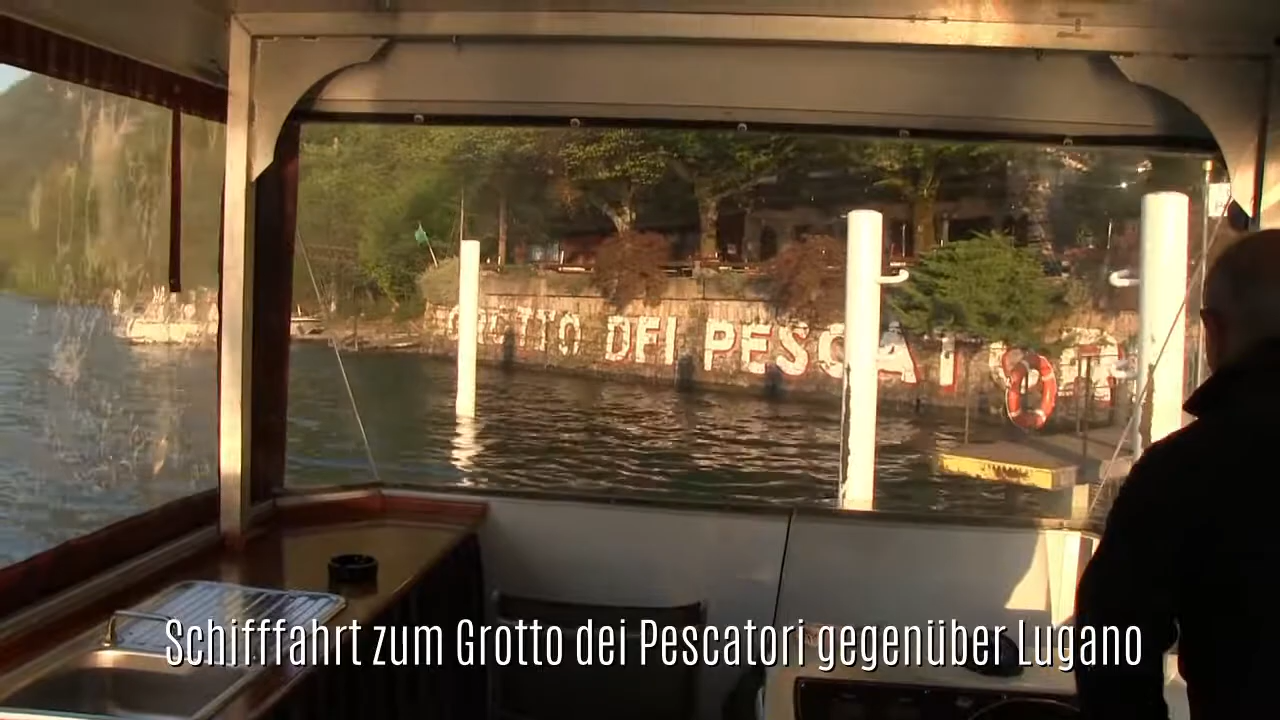 GROTTO DEI PESCATORI
Schifffahrt zum Grotto dei Pescatori gegenüber Lugano